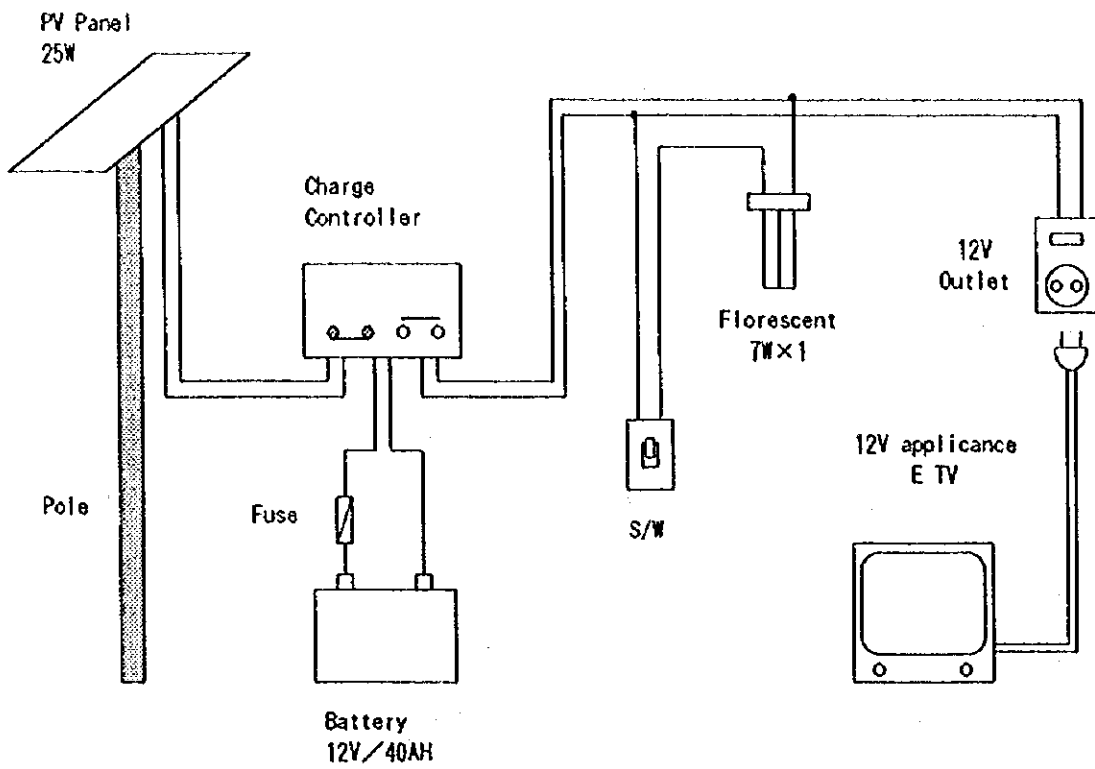 PV Panel
25W
Charge
Controller
12V
Outlet
Florescent
7W×1
12V applicance
E TV
Pole
Fuse
S/W
Battery
12V/40AH